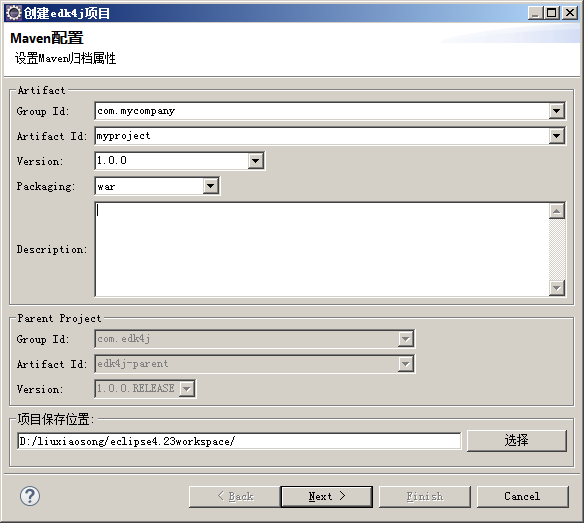 创建edk4j项目
Maven配置
设置Maven归档属性
Artifact
Group Id: com.mycompany
Artifact Id: myproject
Version: 1.0.0
Packaging: war
Description:
Parent Project
Group Id: com.edk4j
Artifact Id: edk4j-parent
Version: 1.0.0.RELEASE
项目保存位置:
D:/liuxiaosong/eclipse4.23workspace/ 选择
? < Back Next > Finish Cancel